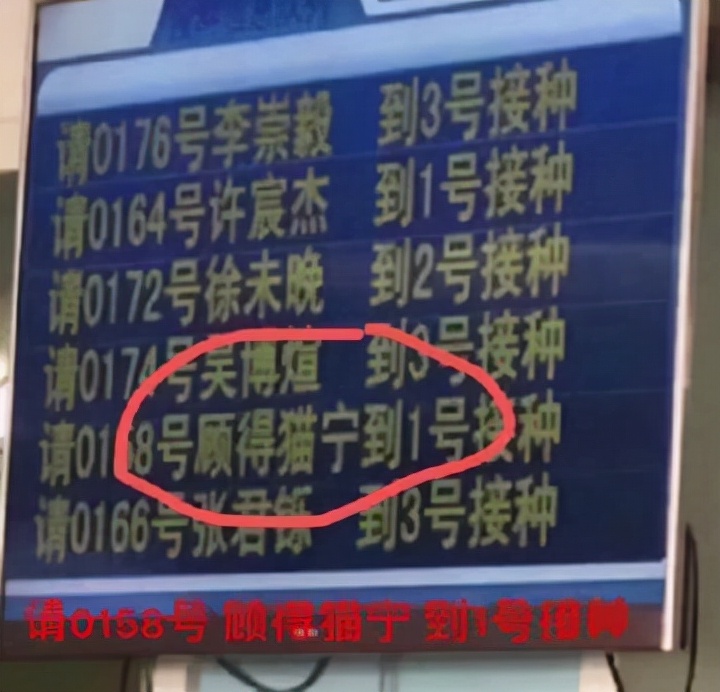 请0176号李崇毅 到3号接种
请0164号许宸杰 到1号接种
请0172号徐未晚 到2号接种
请0174号吴博煊 到3号接种
请0158号顾得猫宁到1号接种
请0166号张君铄 到3号接种
请0158号 顾得猫宁 到1号接种